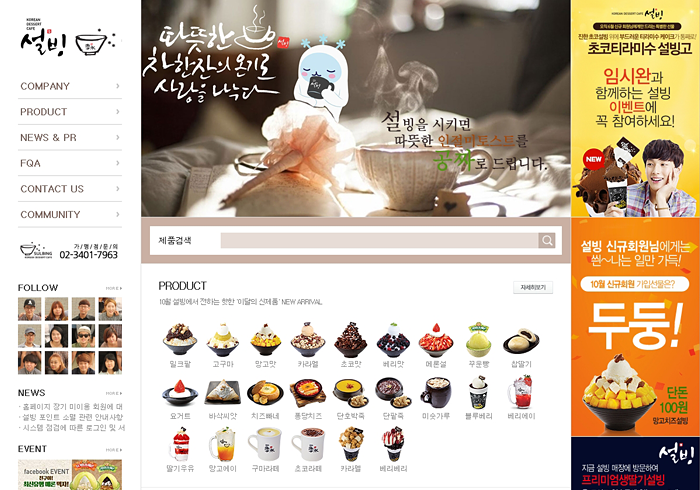 KOREAN
DESSERT
CAFE
설빙
COMPANY
PRODUCT
NEWS & PR
FQA
CONTACT US
COMMUNITY
SULBING
가/맹/점/문/의
02-3401-7963
FOLLOW
MORE
NEWS
MORE
- 홈페이지 장기 미이용 회원에 대
- 설빙 포인트 소멸 관련 안내사항
- 시스템 점검에 따른 로그인 및 서
EVENT
MORE
facebook EVENT
따뜻한
차 한잔의 온기로
사랑을 나누다
설빙을 시키면
따뜻한 인절미토스트를
공짜로 드립니다.
제품검색
PRODUCT
자세히보기
10월 설빙에서 전하는 핫한 '이달의 신제품' NEW ARRIVAL
밀크팥
고구마
망고맛
카라멜
초코맛
베리맛
메론설
꾸운빵
찹떨기
요거트
바삭씨앗
치즈빠네
통당치즈
단호박죽
단팥죽
미숫가루
블루베리
베리에이
딸기우유
망고에이
구마라떼
초코라떼
카라멜
베리베리
KOREAN DESSERT CAFE 설빙
진한 초코설빙 위에 부드러운 티라미수 케이크가 통째로!
초코티라미수 설빙고
임시완과
함께하는 설빙
이벤트에
꼭 참여하세요!
NEW
설빙 신규회원님에게는
씬~나는 일만 가득!
10월 신규회원 가입선물은?
두둥!
단돈
100원
망고치즈설빙
설빙
지금 설빙 매장에 방문하여
프리미엄생딸기설빙